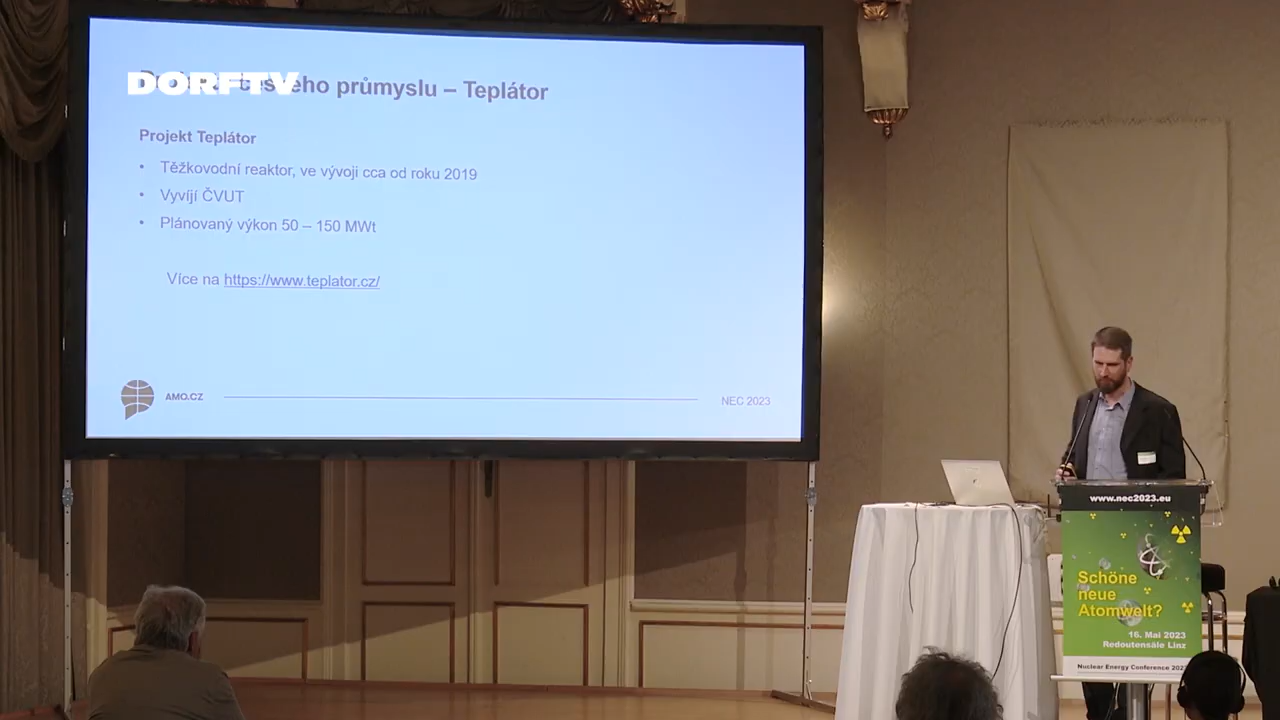 DORFTV
průmyslu – Teplátor
Projekt Teplátor
• Těžkovodní reaktor, ve vývoji cca od roku 2019
• Vyvíjí ČVUT
• Plánovaný výkon 50 – 150 MWt
Více na https://www.teplator.cz/
AMO.CZ
NEC 2023
www.nec2023.eu
Schöne
neue
Atomwelt?
16. Mai 2023
Redoutensäle Linz
Nuclear Energy Conference